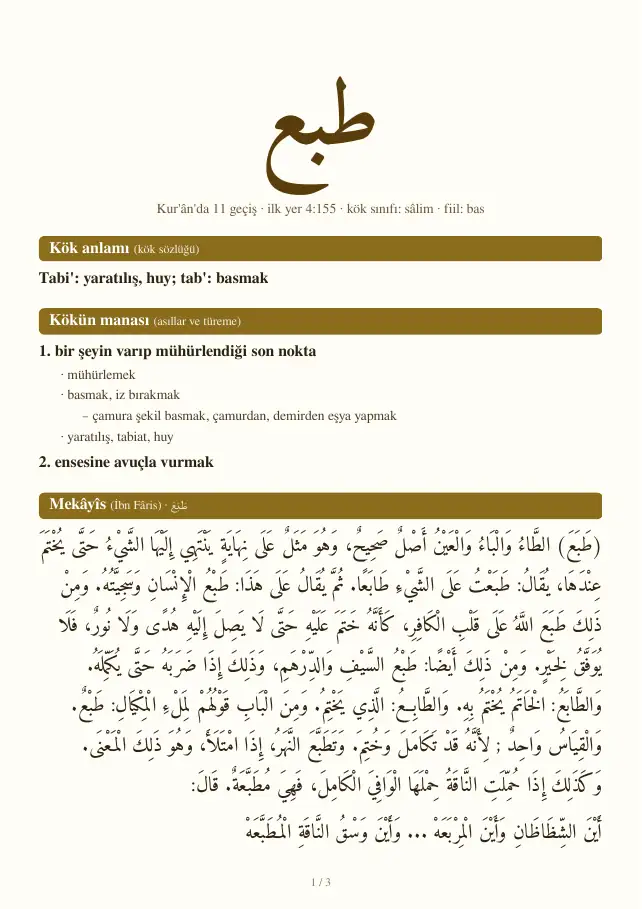 طبع
Kur'ân'da 11 geçiş · ilk yer 4:155 · kök sınıfı: sâlim · fiil: bas
Kök anlamı (kök sözlüğü)
Tabi': yaratılış, huy; tab': basmak
Kökün manası (asıllar ve türeme)
1. bir şeyin varıp mühürlendiği son nokta
· mühürlemek
· basmak, iz bırakmak
– çamura şekil basmak, çamurdan, demirden eşya yapmak
· yaratılış, tabiat, huy
2. ensesine avuçla vurmak
Mekâyîs (İbn Fâris) · طَبَعَ
(طَبَعَ) الطَّاءُ وَالْبَاءُ وَالْعَيْنُ أَصْلٌ صَحِيحٌ، وَهُوَ مَثَلٌ عَلَى نِهَايَةٍ يَنْتَهِي إِلَيْهَا الشَّيْءُ حَتَّى يُخْتَمَ
عِنْدَهَا، يُقَالُ: طَبَعْتُ عَلَى الشَّيْءِ طَابَعًا. ثُمَّ يُقَالُ عَلَى هَذَا: طَبْعُ الْإِنْسَانِ وَسَجِيَّتُهُ. وَمِنْ
ذَلِكَ طَبَعَ اللَّهُ عَلَى قَلْبِ الْكَافِرِ، كَأَنَّهُ خَتَمَ عَلَيْهِ حَتَّى لَا يَصِلَ إِلَيْهِ هُدًى وَلَا نُورٌ، فَلَا
يُوَفَّقُ لِخَيْرٍ. وَمِنْ ذَلِكَ أَيْضًا: طَبْعُ السَّيْفِ وَالدِّرْهَمِ، وَذَلِكَ إِذَا ضَرَبَهُ حَتَّى يُكَمِّلَهُ.
وَالطَّابَعُ: الْخَاتَمُ يُخْتَمُ بِهِ. وَالطَّابِعُ: الَّذِي يَخْتِمُ. وَمِنَ الْبَابِ قَوْلُهُمْ لِمَلْءِ الْمِكْيَالِ: طَبْعٌ.
وَالْقِيَاسُ وَاحِدٌ ; لِأَنَّهُ قَدْ تَكَامَلَ وَخُتِمَ. وَتَطَبَّعَ النَّهَرُ، إِذَا امْتَلَأَ، وَهُوَ ذَلِكَ الْمَعْنَى.
وَكَذَلِكَ إِذَا حُمِّلَتِ النَّاقَةُ حِمْلَهَا الْوَافِيَ الْكَامِلَ، فَهِيَ مُطَبَّعَةٌ. قَالَ:
أَيْنَ الشِّظَاظَانِ وَأَيْنَ الْمِرْبَعَهْ ... وَأَيْنَ وَسْقُ النَّاقَةِ الْمُطَبَّعَهْ
1 / 3